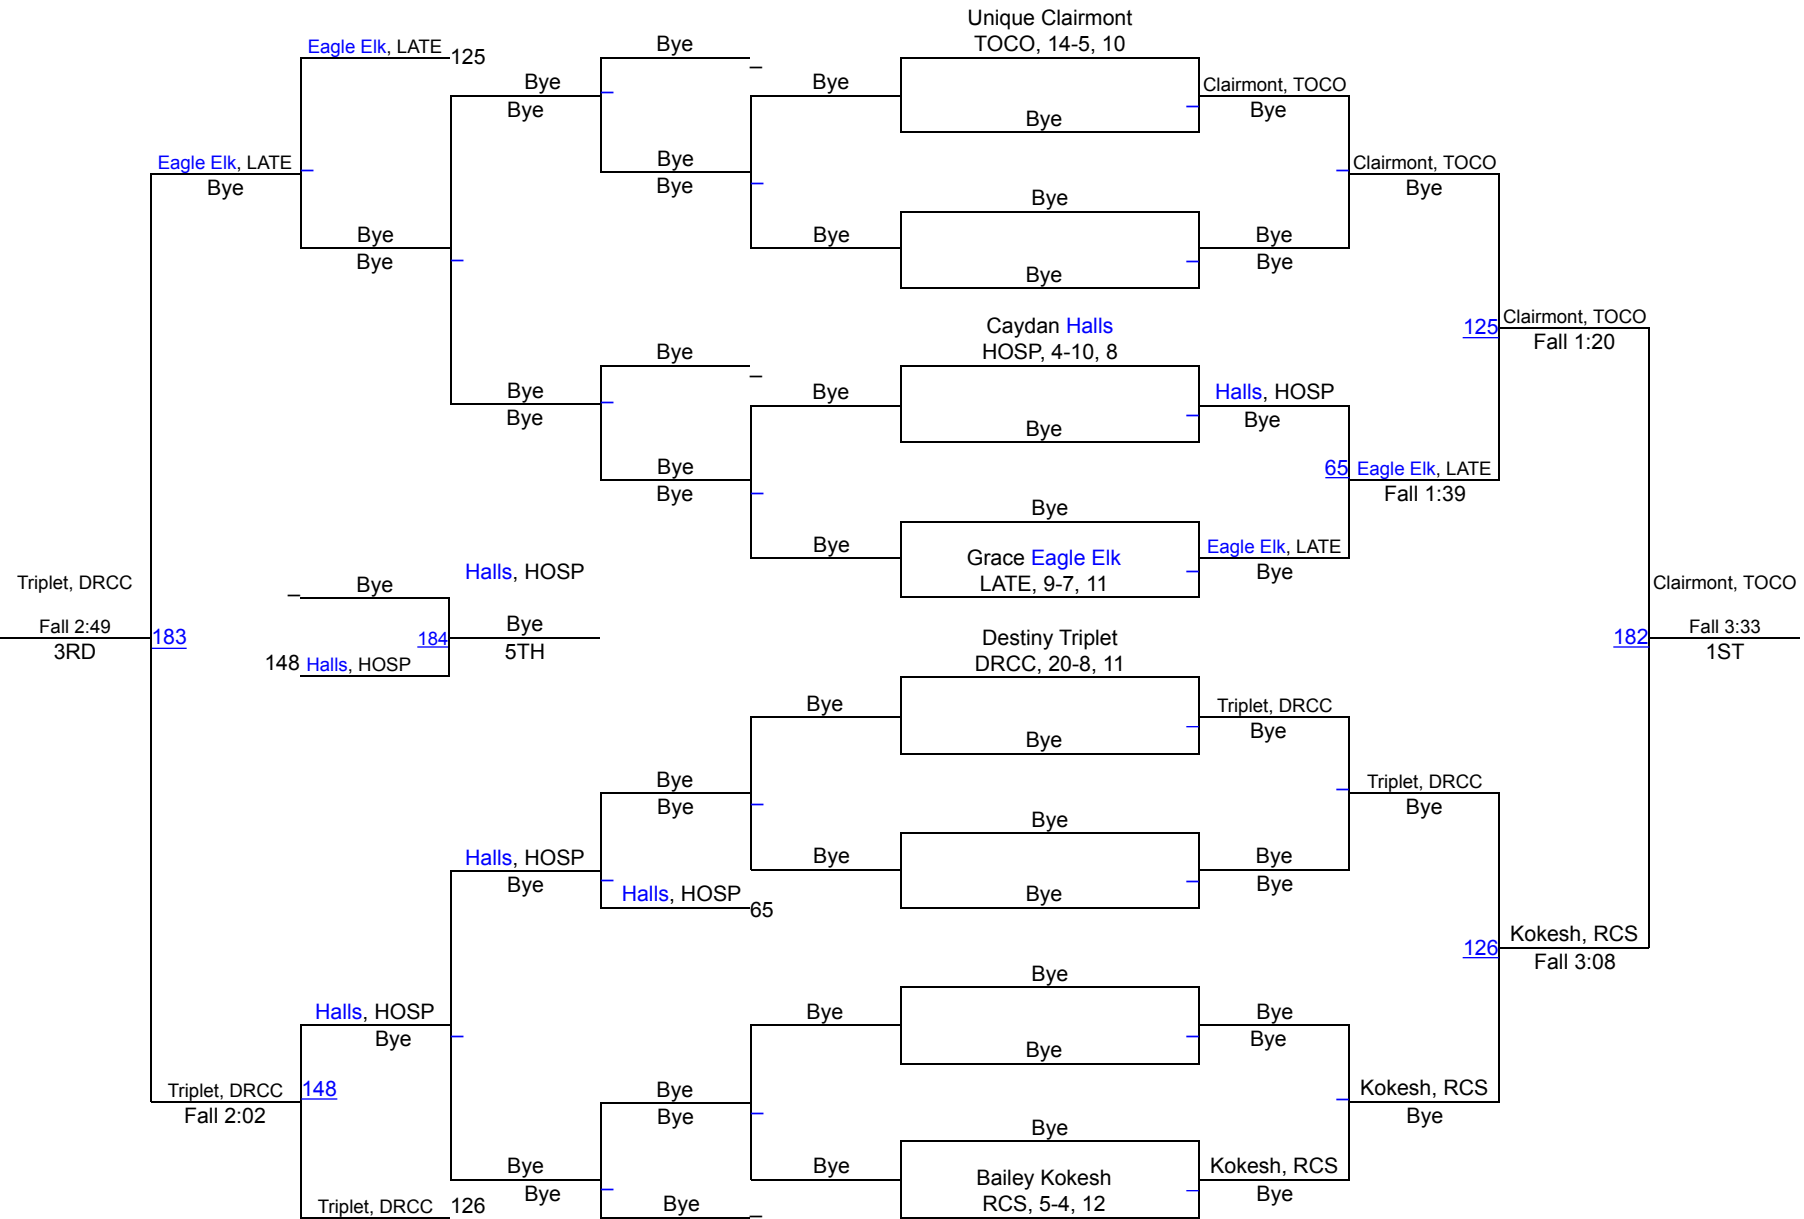 Unique Clairmont
TOCO, 14-5, 10
Eagle Elk, LATE 125
Bye
Bye
Bye
Clairmont, TOCO
Bye
Bye
Bye
Bye
Eagle Elk, LATE
Bye
Bye
Bye
Clairmont, TOCO
Bye
Bye
Bye
Bye
Bye
Bye
Bye
Bye
Bye
Caydan Halls
HOSP, 4-10, 8
125 Clairmont, TOCO
Fall 1:20
Bye
Bye
Bye
Bye
Halls, HOSP
Bye
Bye
Bye
Bye
65 Eagle Elk, LATE
Fall 1:39
Bye
Bye
Grace Eagle Elk
LATE, 9-7, 11
Eagle Elk, LATE
Bye
Triplet, DRCC
Fall 2:49
3RD
183
Bye
148 Halls, HOSP
184
Halls, HOSP
Bye
5TH
Clairmont, TOCO
182
Fall 3:33
1ST
Destiny Triplet
DRCC, 20-8, 11
Bye
Bye
Triplet, DRCC
Bye
Bye
Bye
Triplet, DRCC
Bye
Bye
Bye
Bye
Bye
Bye
Halls, HOSP
Bye
Halls, HOSP 65
126 Kokesh, RCS
Fall 3:08
Bye
Bye
Bye
Bye
Bye
Halls, HOSP
Bye
Triplet, DRCC
Fall 2:02
148
Bye
Bye
Kokesh, RCS
Bye
Bye
Bye
Bye
Bye
Bailey Kokesh
RCS, 5-4, 12
Kokesh, RCS
Bye
Triplet, DRCC 126
Bye